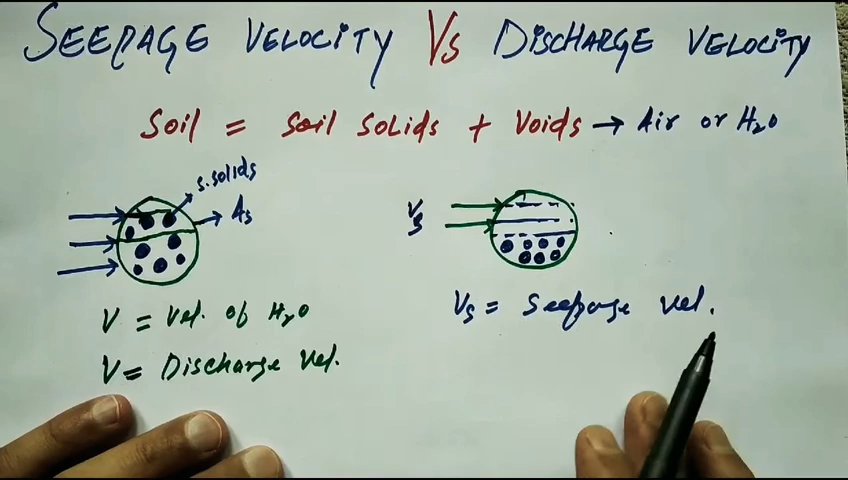 SEEPAGE VELOCITY Vs DISCHARGE VELOCITY
Soil = Soil Solids + Voids → Air or H₂O
s.solids
As
Vs
V = Vel. of H₂O
V = Discharge Vel.
Vs = Seepage vel.